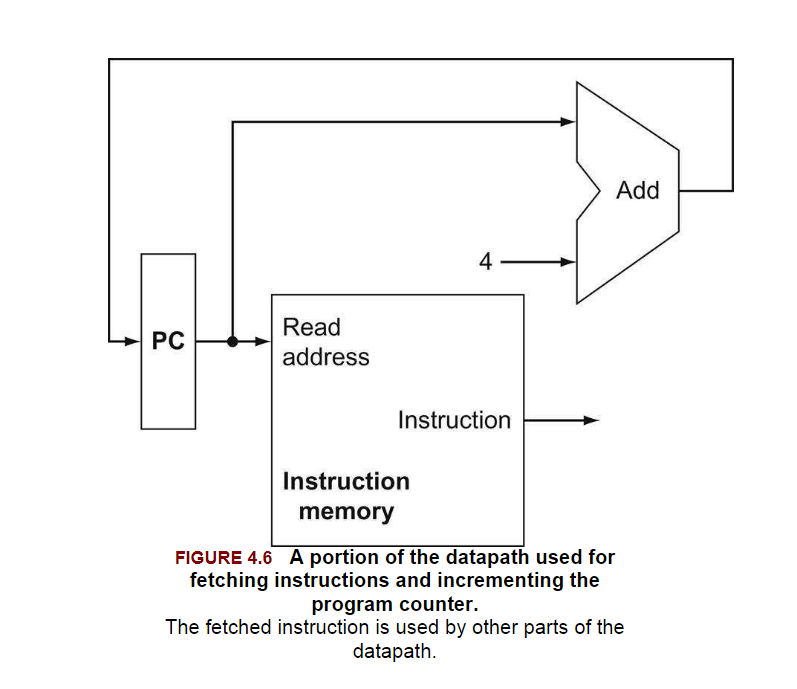 Add
4
PC
Read
address
Instruction
Instruction
memory
FIGURE 4.6 A portion of the datapath used for
fetching instructions and incrementing the
program counter.
The fetched instruction is used by other parts of the
datapath.